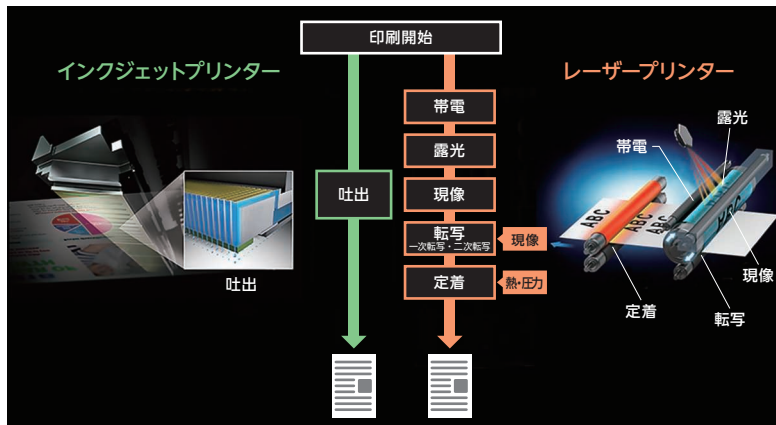 印刷開始
インクジェットプリンター
レーザープリンター
帯電
露光
現像
転写
一次転写・二次転写
定着
現像
熱・圧力
吐出
吐出
露光
帯電
ABC
ABC
ABC
ABC
定着
転写
現像